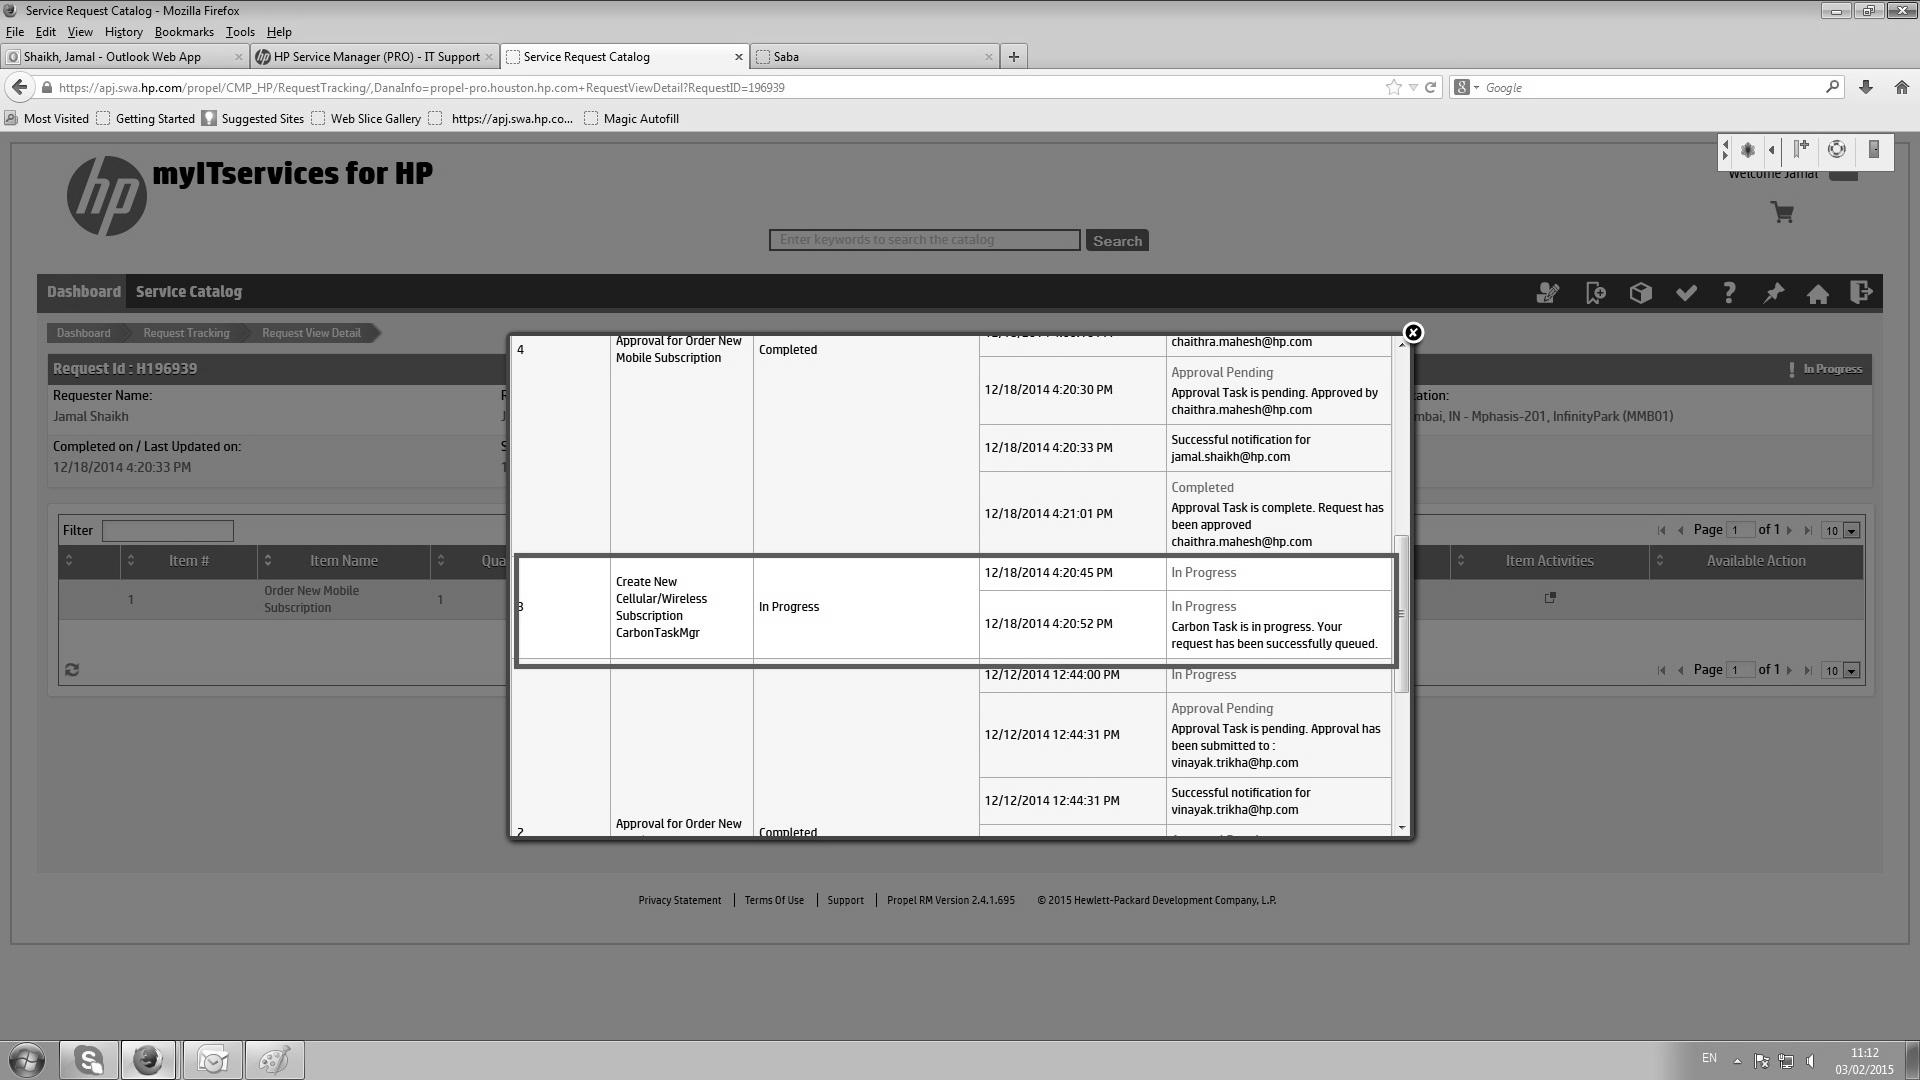 Service Request Catalog - Mozilla Firefox
File Edit View History Bookmarks Tools Help
Shaikh, Jamal - Outlook Web App
HP Service Manager (PRO) - IT Support
Service Request Catalog
Saba
https://apj.swa.hp.com/propel/CMP_HP/RequestTracking/,DanaInfo=propel-pro.houston.hp.com+RequestViewDetail?RequestID=196939
Google
Most Visited Getting Started Suggested Sites Web Slice Gallery https://apj.swa.hp.co... Magic Autofill
hp
myITservices for HP
Welcome Jamal
Enter keywords to search the catalog
Search
Dashboard Service Catalog
Dashboard Request Tracking Request View Detail
Request Id : H196939
In Progress
Requester Name:
Jamal Shaikh
ation:
mbai, IN - Mphasis-201, InfinityPark (MMB01)
Completed on / Last Updated on:
12/18/2014 4:20:33 PM
Filter
Page 1 of 1 10
Item # Item Name Qua Item Activities Available Action
1
Order New Mobile
Subscription
1
Page 1 of 1 10
4
Approval for Order New
Mobile Subscription
Completed
chaithra.mahesh@hp.com
12/18/2014 4:20:30 PM
Approval Pending
Approval Task is pending. Approved by
chaithra.mahesh@hp.com
12/18/2014 4:20:33 PM
Successful notification for
jamal.shaikh@hp.com
12/18/2014 4:21:01 PM
Completed
Approval Task is complete. Request has
been approved
chaithra.mahesh@hp.com
3
Create New
Cellular/Wireless
Subscription
CarbonTaskMgr
In Progress
12/18/2014 4:20:45 PM
In Progress
12/18/2014 4:20:52 PM
In Progress
Carbon Task is in progress. Your
request has been successfully queued.
2
Approval for Order New
Completed
12/12/2014 12:44:00 PM
In Progress
12/12/2014 12:44:31 PM
Approval Pending
Approval Task is pending. Approval has
been submitted to :
vinayak.trikha@hp.com
12/12/2014 12:44:31 PM
Successful notification for
vinayak.trikha@hp.com
Privacy Statement Terms Of Use Support Propel RM Version 2.4.1.695 © 2015 Hewlett-Packard Development Company, L.P.
EN
11:12
03/02/2015